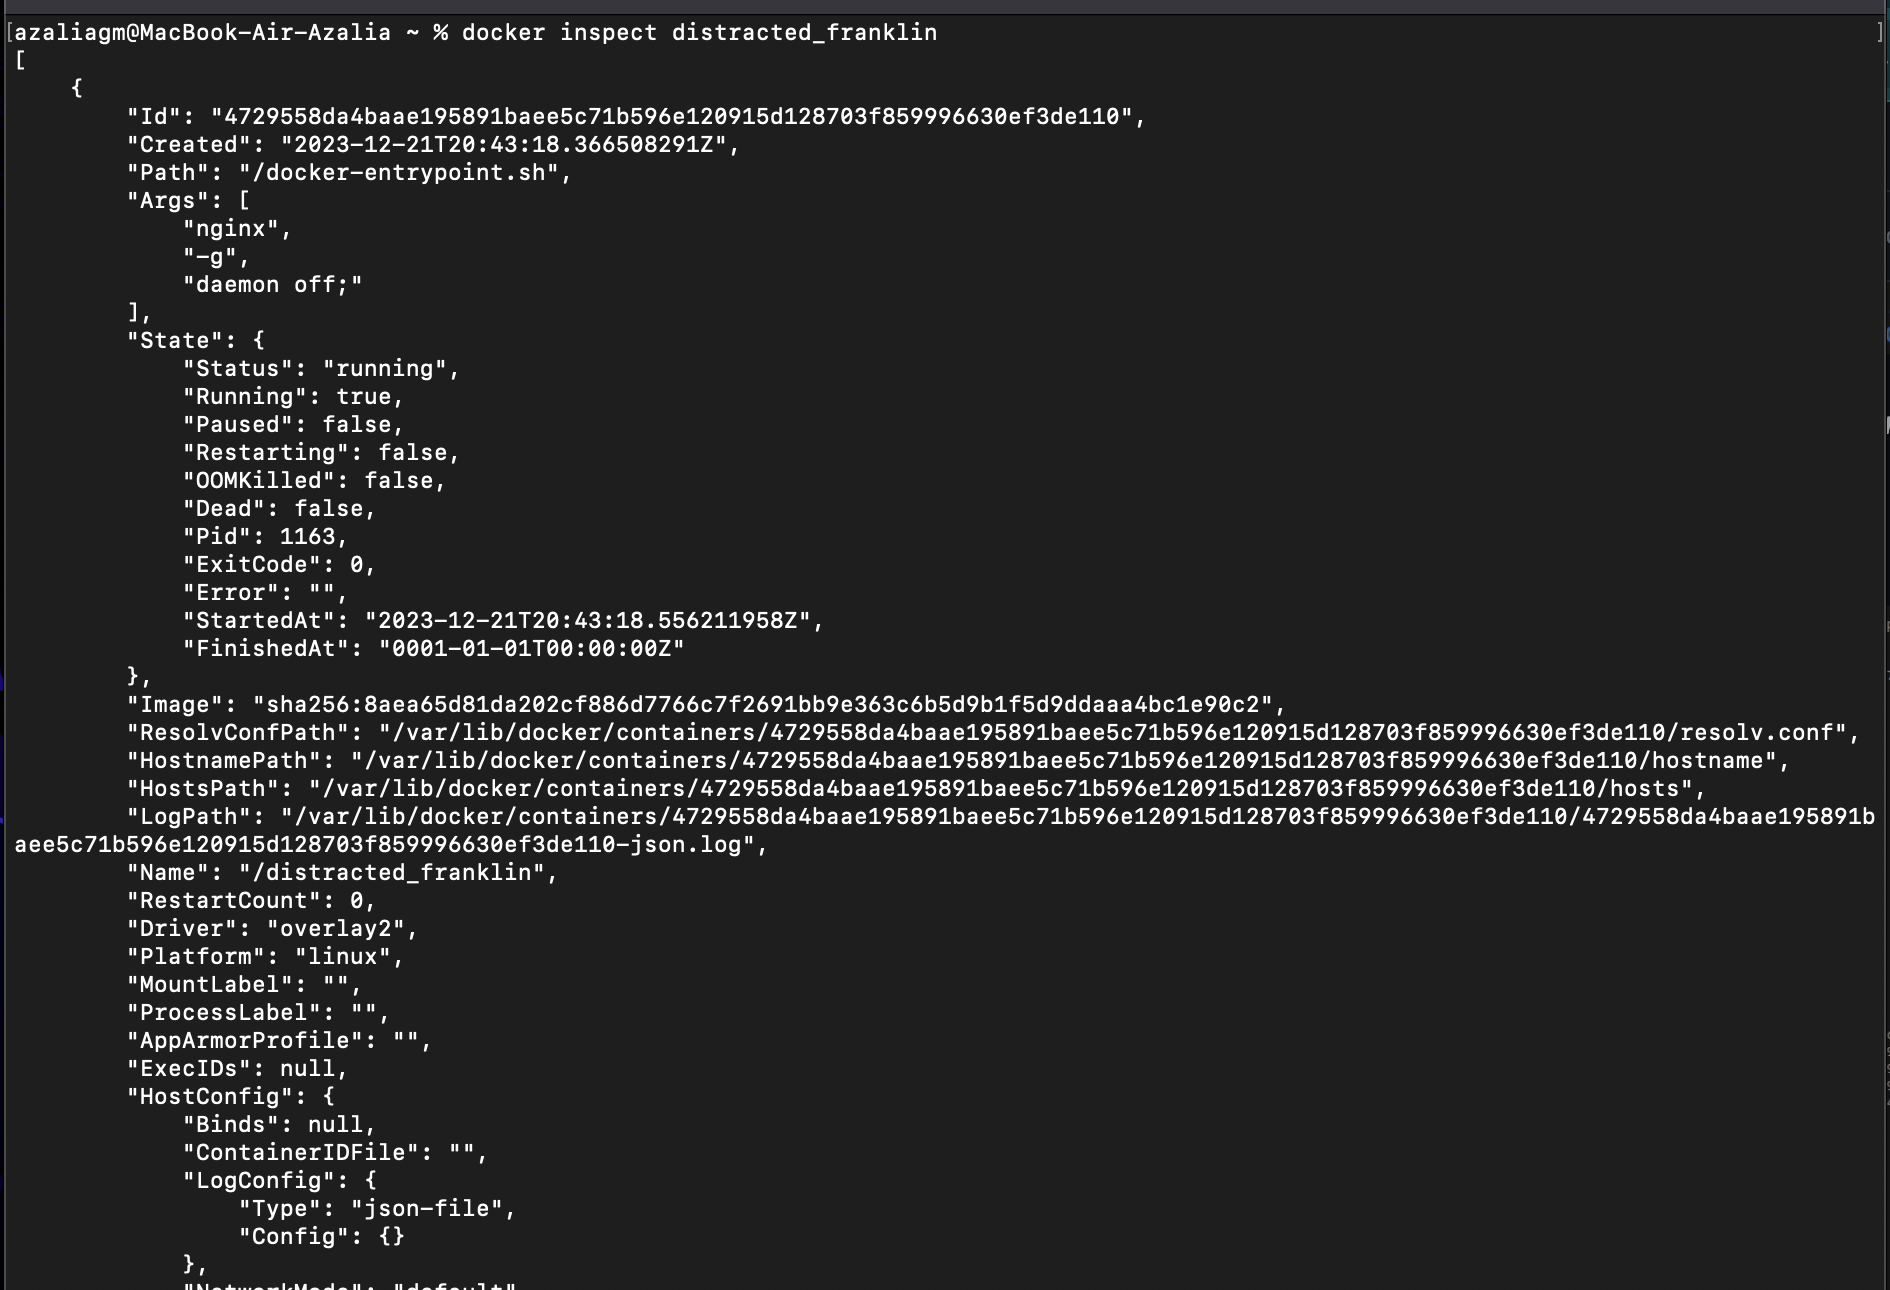 [azaliagm@MacBook-Air-Azalia ~ % docker inspect distracted_franklin ]
[
    {
        "Id": "4729558da4baae195891baee5c71b596e120915d128703f859996630ef3de110",
        "Created": "2023-12-21T20:43:18.366508291Z",
        "Path": "/docker-entrypoint.sh",
        "Args": [
            "nginx",
            "-g",
            "daemon off;"
        ],
        "State": {
            "Status": "running",
            "Running": true,
            "Paused": false,
            "Restarting": false,
            "OOMKilled": false,
            "Dead": false,
            "Pid": 1163,
            "ExitCode": 0,
            "Error": "",
            "StartedAt": "2023-12-21T20:43:18.556211958Z",
            "FinishedAt": "0001-01-01T00:00:00Z"
        },
        "Image": "sha256:8aea65d81da202cf886d7766c7f2691bb9e363c6b5d9b1f5d9ddaaa4bc1e90c2",
        "ResolvConfPath": "/var/lib/docker/containers/4729558da4baae195891baee5c71b596e120915d128703f859996630ef3de110/resolv.conf",
        "HostnamePath": "/var/lib/docker/containers/4729558da4baae195891baee5c71b596e120915d128703f859996630ef3de110/hostname",
        "HostsPath": "/var/lib/docker/containers/4729558da4baae195891baee5c71b596e120915d128703f859996630ef3de110/hosts",
        "LogPath": "/var/lib/docker/containers/4729558da4baae195891baee5c71b596e120915d128703f859996630ef3de110/4729558da4baae195891b
aee5c71b596e120915d128703f859996630ef3de110-json.log",
        "Name": "/distracted_franklin",
        "RestartCount": 0,
        "Driver": "overlay2",
        "Platform": "linux",
        "MountLabel": "",
        "ProcessLabel": "",
        "AppArmorProfile": "",
        "ExecIDs": null,
        "HostConfig": {
            "Binds": null,
            "ContainerIDFile": "",
            "LogConfig": {
                "Type": "json-file",
                "Config": {}
            },
            "NetworkMode": "default"